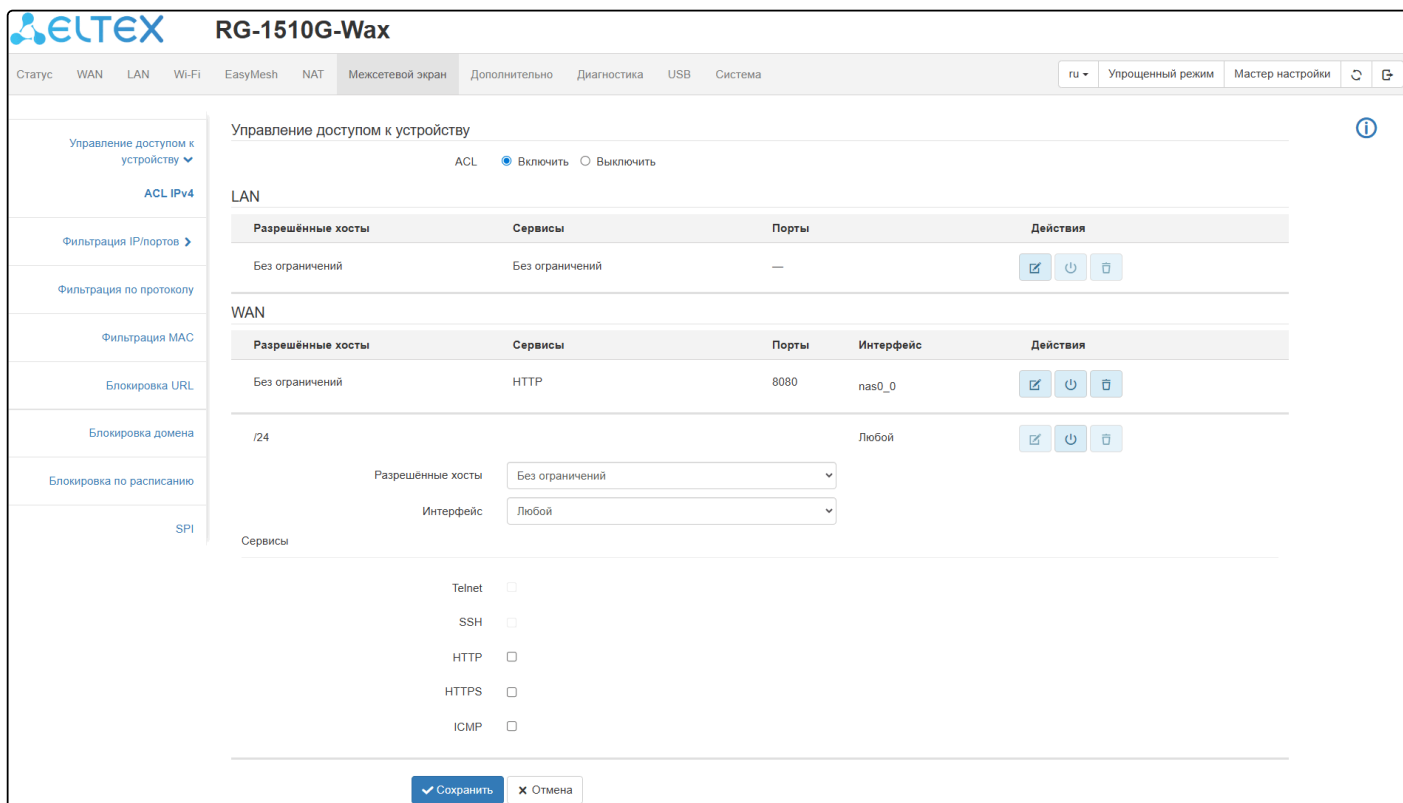 ELTEX RG-1510G-Wax
Статус WAN LAN Wi-Fi EasyMesh NAT Межсетевой экран Дополнительно Диагностика USB Система ru Упрощенный режим Мастер настройки
Управление доступом к
устройству
ACL IPv4
Фильтрация IP/портов
Фильтрация по протоколу
Фильтрация MAC
Блокировка URL
Блокировка домена
Блокировка по расписанию
SPI
Управление доступом к устройству
ACL Включить Выключить
LAN
Разрешённые хосты Сервисы Порты Действия
Без ограничений Без ограничений —
WAN
Разрешённые хосты Сервисы Порты Интерфейс Действия
Без ограничений HTTP 8080 nas0_0
/24 Любой
Разрешённые хосты Без ограничений
Интерфейс Любой
Сервисы
Telnet
SSH
HTTP
HTTPS
ICMP
Сохранить Отмена